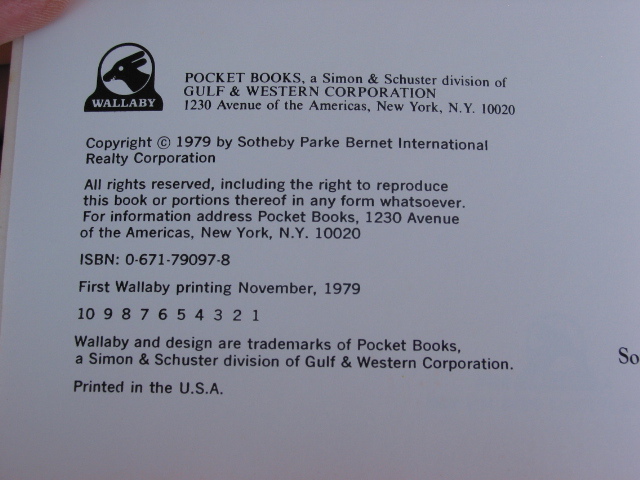 WALLABY
POCKET BOOKS, a Simon & Schuster division of
GULF & WESTERN CORPORATION
1230 Avenue of the Americas, New York, N.Y. 10020
Copyright © 1979 by Sotheby Parke Bernet International
Realty Corporation
All rights reserved, including the right to reproduce
this book or portions thereof in any form whatsoever.
For information address Pocket Books, 1230 Avenue
of the Americas, New York, N.Y. 10020
ISBN: 0-671-79097-8
First Wallaby printing November, 1979
10 9 8 7 6 5 4 3 2 1
Wallaby and design are trademarks of Pocket Books,
a Simon & Schuster division of Gulf & Western Corporation.
Printed in the U.S.A.
So